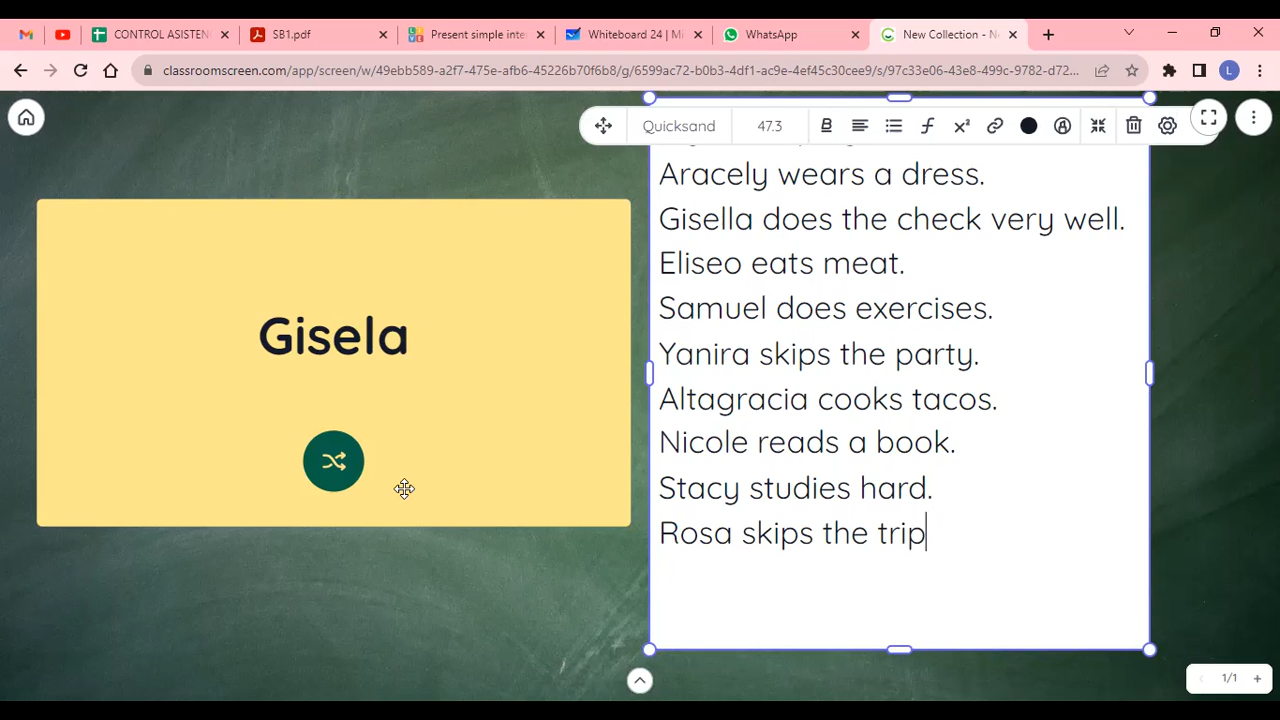 CONTROL ASISTEN
SB1.pdf
Present simple inte
Whiteboard 24 | Mi
WhatsApp
New Collection - N
classroomscreen.com/app/screen/w/49ebb589-a2f7-475e-afb6-45226b70f6b8/g/6599ac72-b0b3-4df1-ac9e-4ef45c30cee9/s/97c33e06-43e8-499c-9782-d72...
L
Quicksand
47.3
B
Aracely wears a dress.
Gisella does the check very well.
Eliseo eats meat.
Samuel does exercises.
Yanira skips the party.
Altagracia cooks tacos.
Nicole reads a book.
Stacy studies hard.
Rosa skips the trip
Gisela
1/1